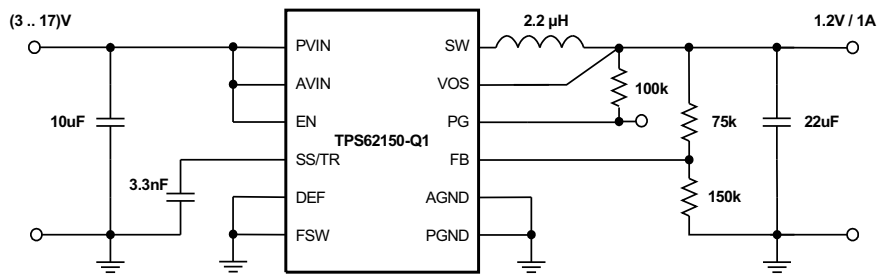 (3 .. 17)V
2.2 µH
1.2V / 1A
PVIN
SW
AVIN
VOS
100k
10uF
EN
PG
75k
22uF
TPS62150-Q1
SS/TR
FB
3.3nF
DEF
AGND
150k
FSW
PGND